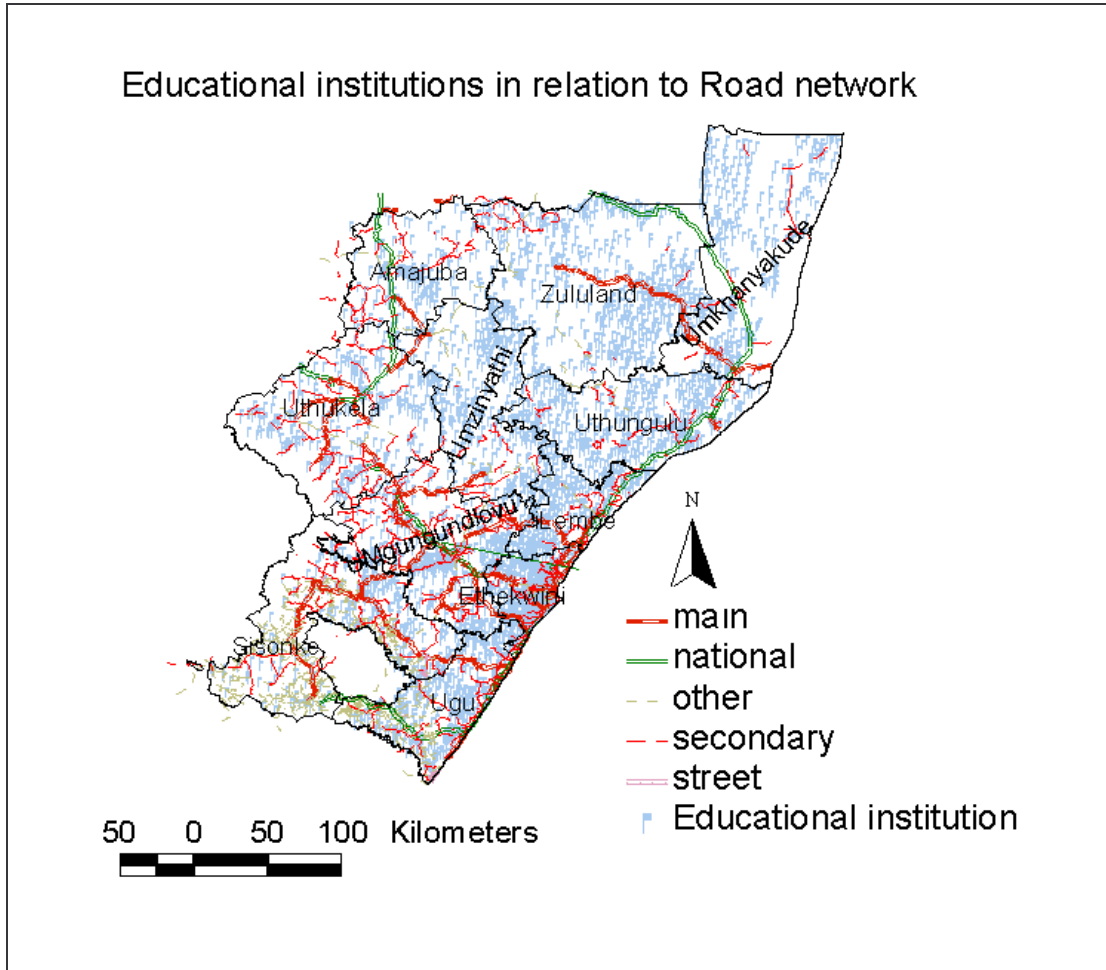 Educational institutions in relation to Road network
Amajuba
Zululand
Umkhanyakude
Umzinyathi
Uthukela
Uthungulu
iLembe
UMgungundlovu
Ethekwini
Sisonke
Ugu
N
main
national
other
secondary
street
Educational institution
50 0 50 100 Kilometers